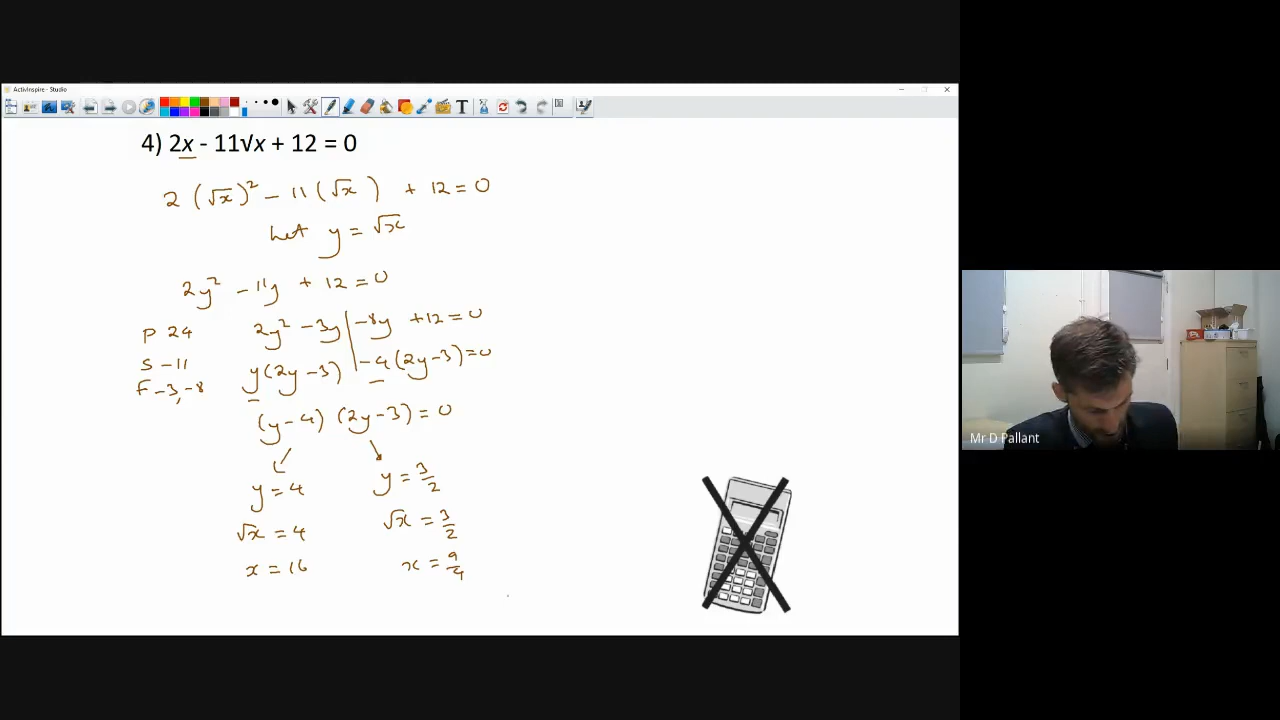 ActivInspire - Studio
4) 2x - 11√x + 12 = 0
2 (√x)² - 11 (√x) + 12 = 0
Let y = √x
2y² - 11y + 12 = 0
P 24 2y² - 3y | -8y + 12 = 0
S -11 y(2y-3) | -4(2y-3) = 0
F -3, -8
(y-4) (2y-3) = 0
y = 4 y = 3/2
√x = 4 √x = 3/2
x = 16 x = 9/4
Mr D Pallant